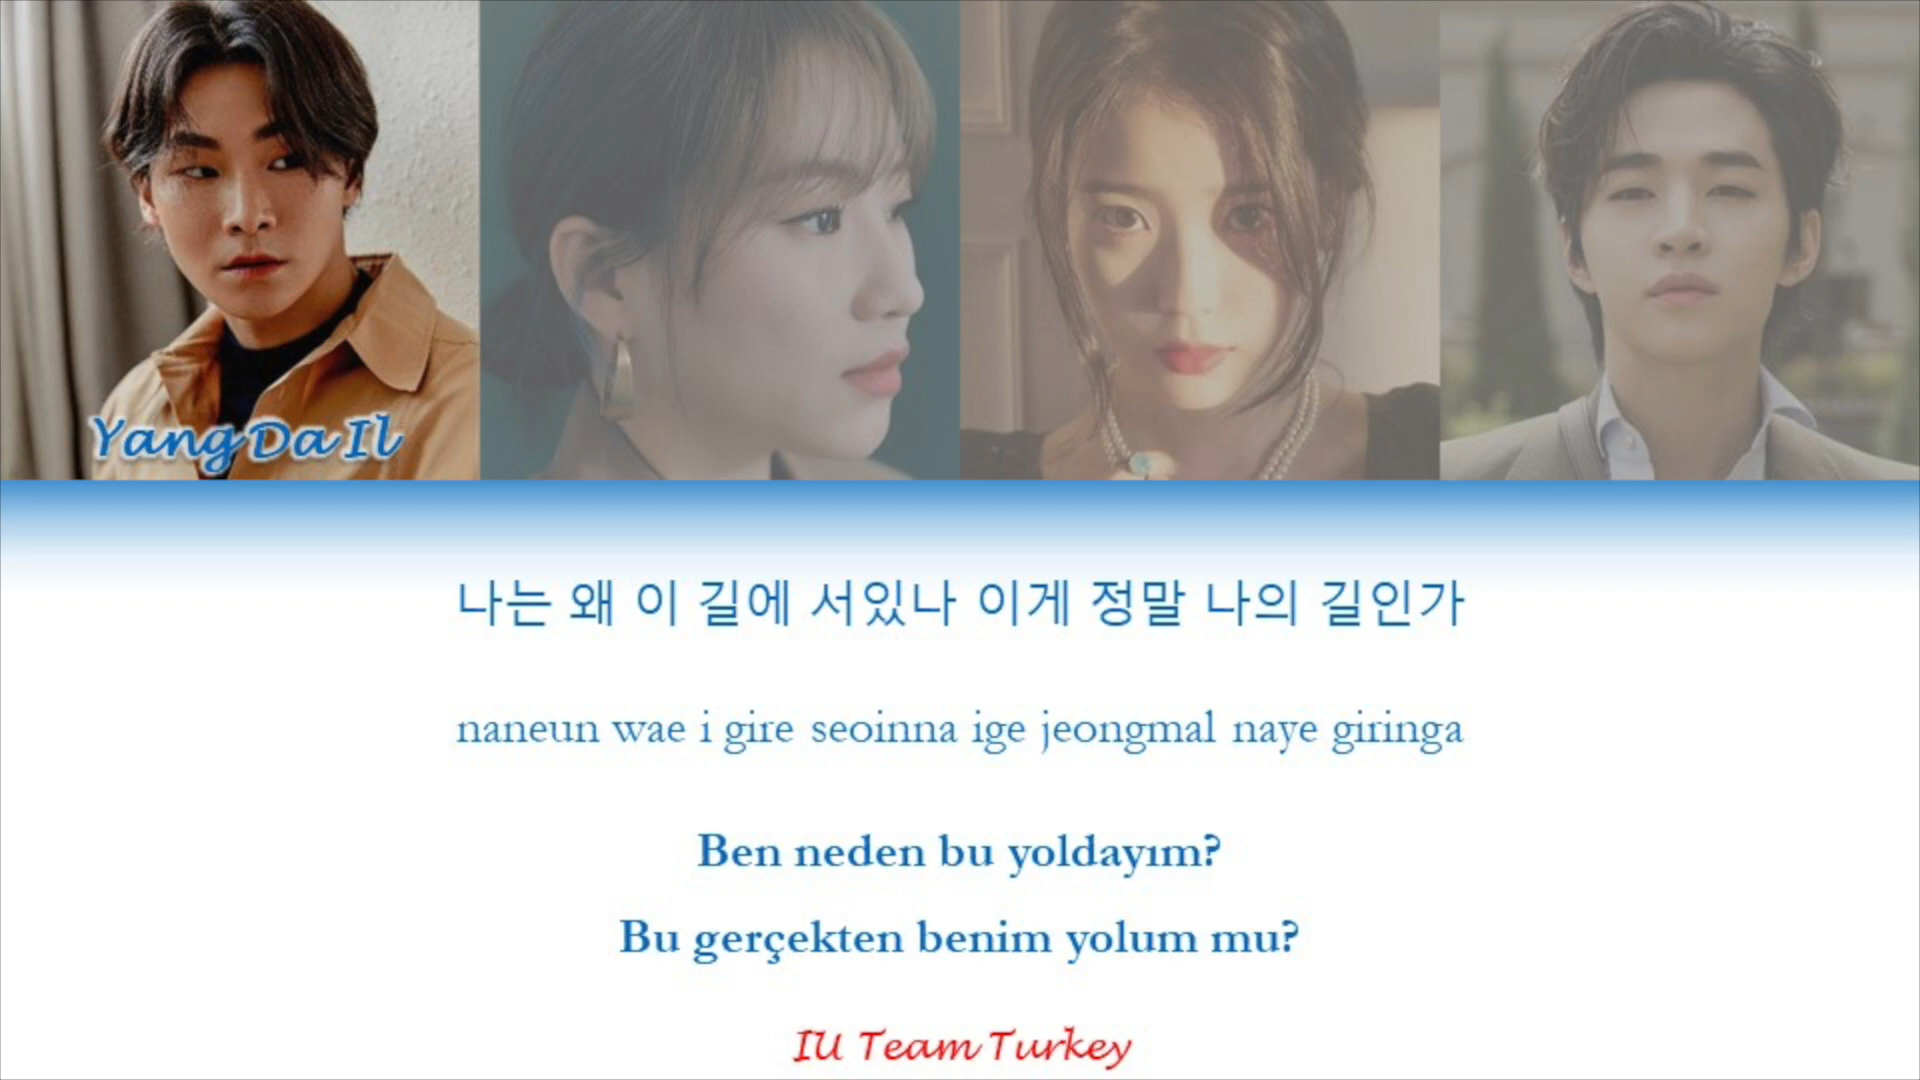 Yang Da Il
나는 왜 이 길에 서있나 이게 정말 나의 길인가
naneun wae i gire seoinna ige jeongmal naye giringa
Ben neden bu yoldayım?
Bu gerçekten benim yolum mu?
IU Team Turkey